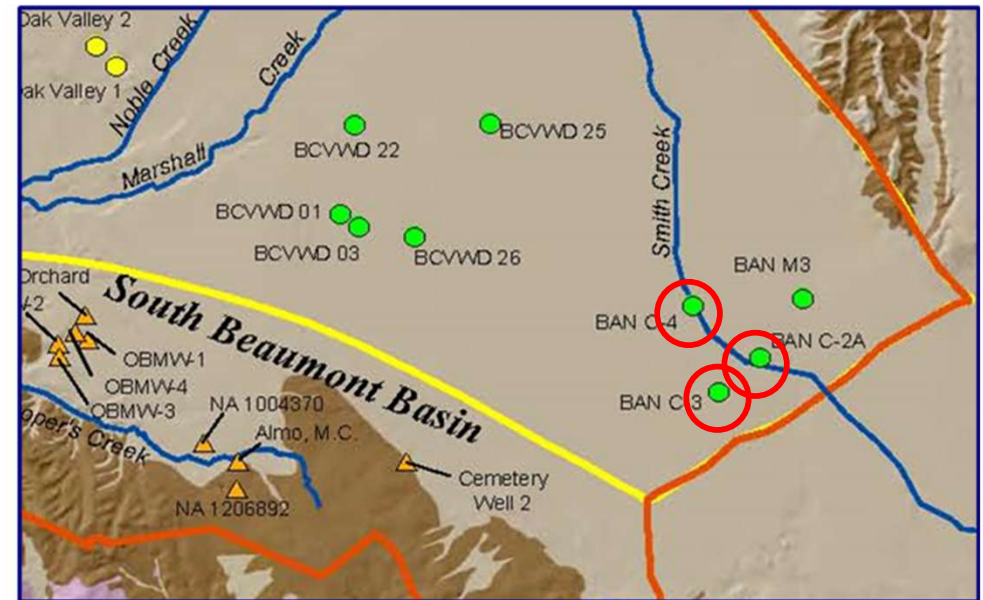 Oak Valley 2
Oak Valley 1
Noble Creek
Creek
Marshall
BCVWD 22
BCVWD 25
BCVWD 01
BCVWD 03
BCVWD 26
Smith Creek
BAN M3
BAN C-4
BAN C-2A
BAN C-3
Orchard
-2
OBMW-1
OBMW-4
OBMW-3
South Beaumont Basin
NA 1004370
Almo, M.C.
per's Creek
NA 1206892
Cemetery
Well 2